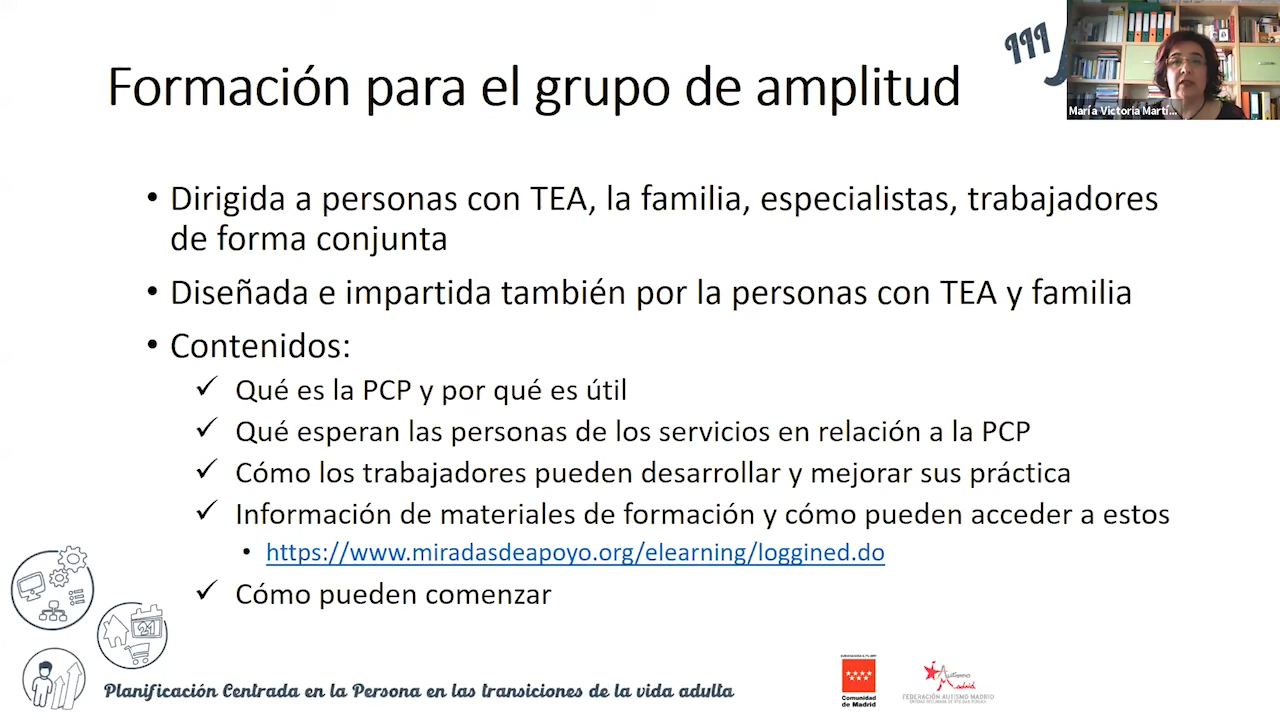 Formación para el grupo de amplitud
María Victoria Martí...
• Dirigida a personas con TEA, la familia, especialistas, trabajadores
de forma conjunta
• Diseñada e impartida también por la personas con TEA y familia
• Contenidos:
✓ Qué es la PCP y por qué es útil
✓ Qué esperan las personas de los servicios en relación a la PCP
✓ Cómo los trabajadores pueden desarrollar y mejorar sus práctica
✓ Información de materiales de formación y cómo pueden acceder a estos
• https://www.miradasdeapoyo.org/elearning/loggined.do
✓ Cómo pueden comenzar
21
Planificación Centrada en la Persona en las transiciones de la vida adulta
Comunidad
de Madrid
Autismo
Madrid
FEDERACIÓN AUTISMO MADRID